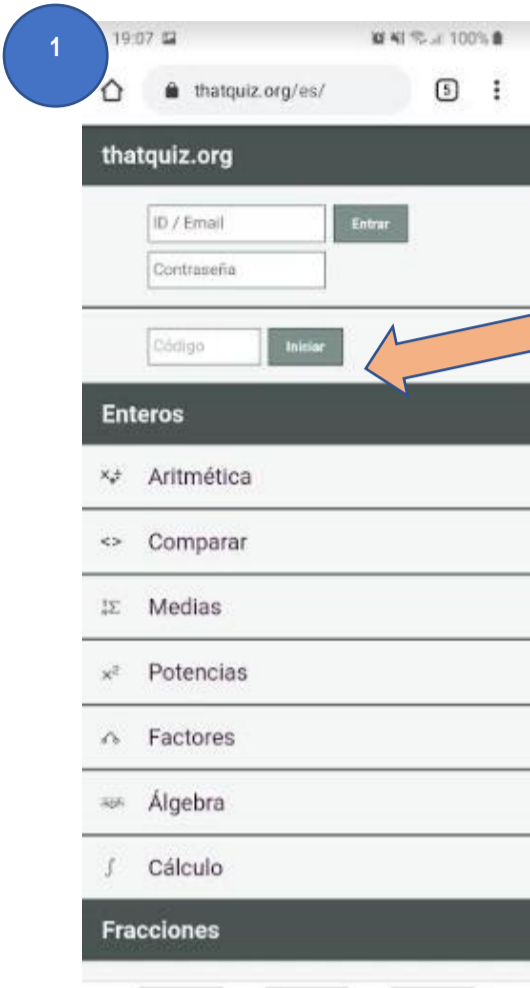 1
19:07 100%
thatquiz.org/es/ 5
thatquiz.org
ID / Email Entrar
Contraseña
Código Iniciar
Enteros
Aritmética
Comparar
Medias
Potencias
Factores
Álgebra
Cálculo
Fracciones